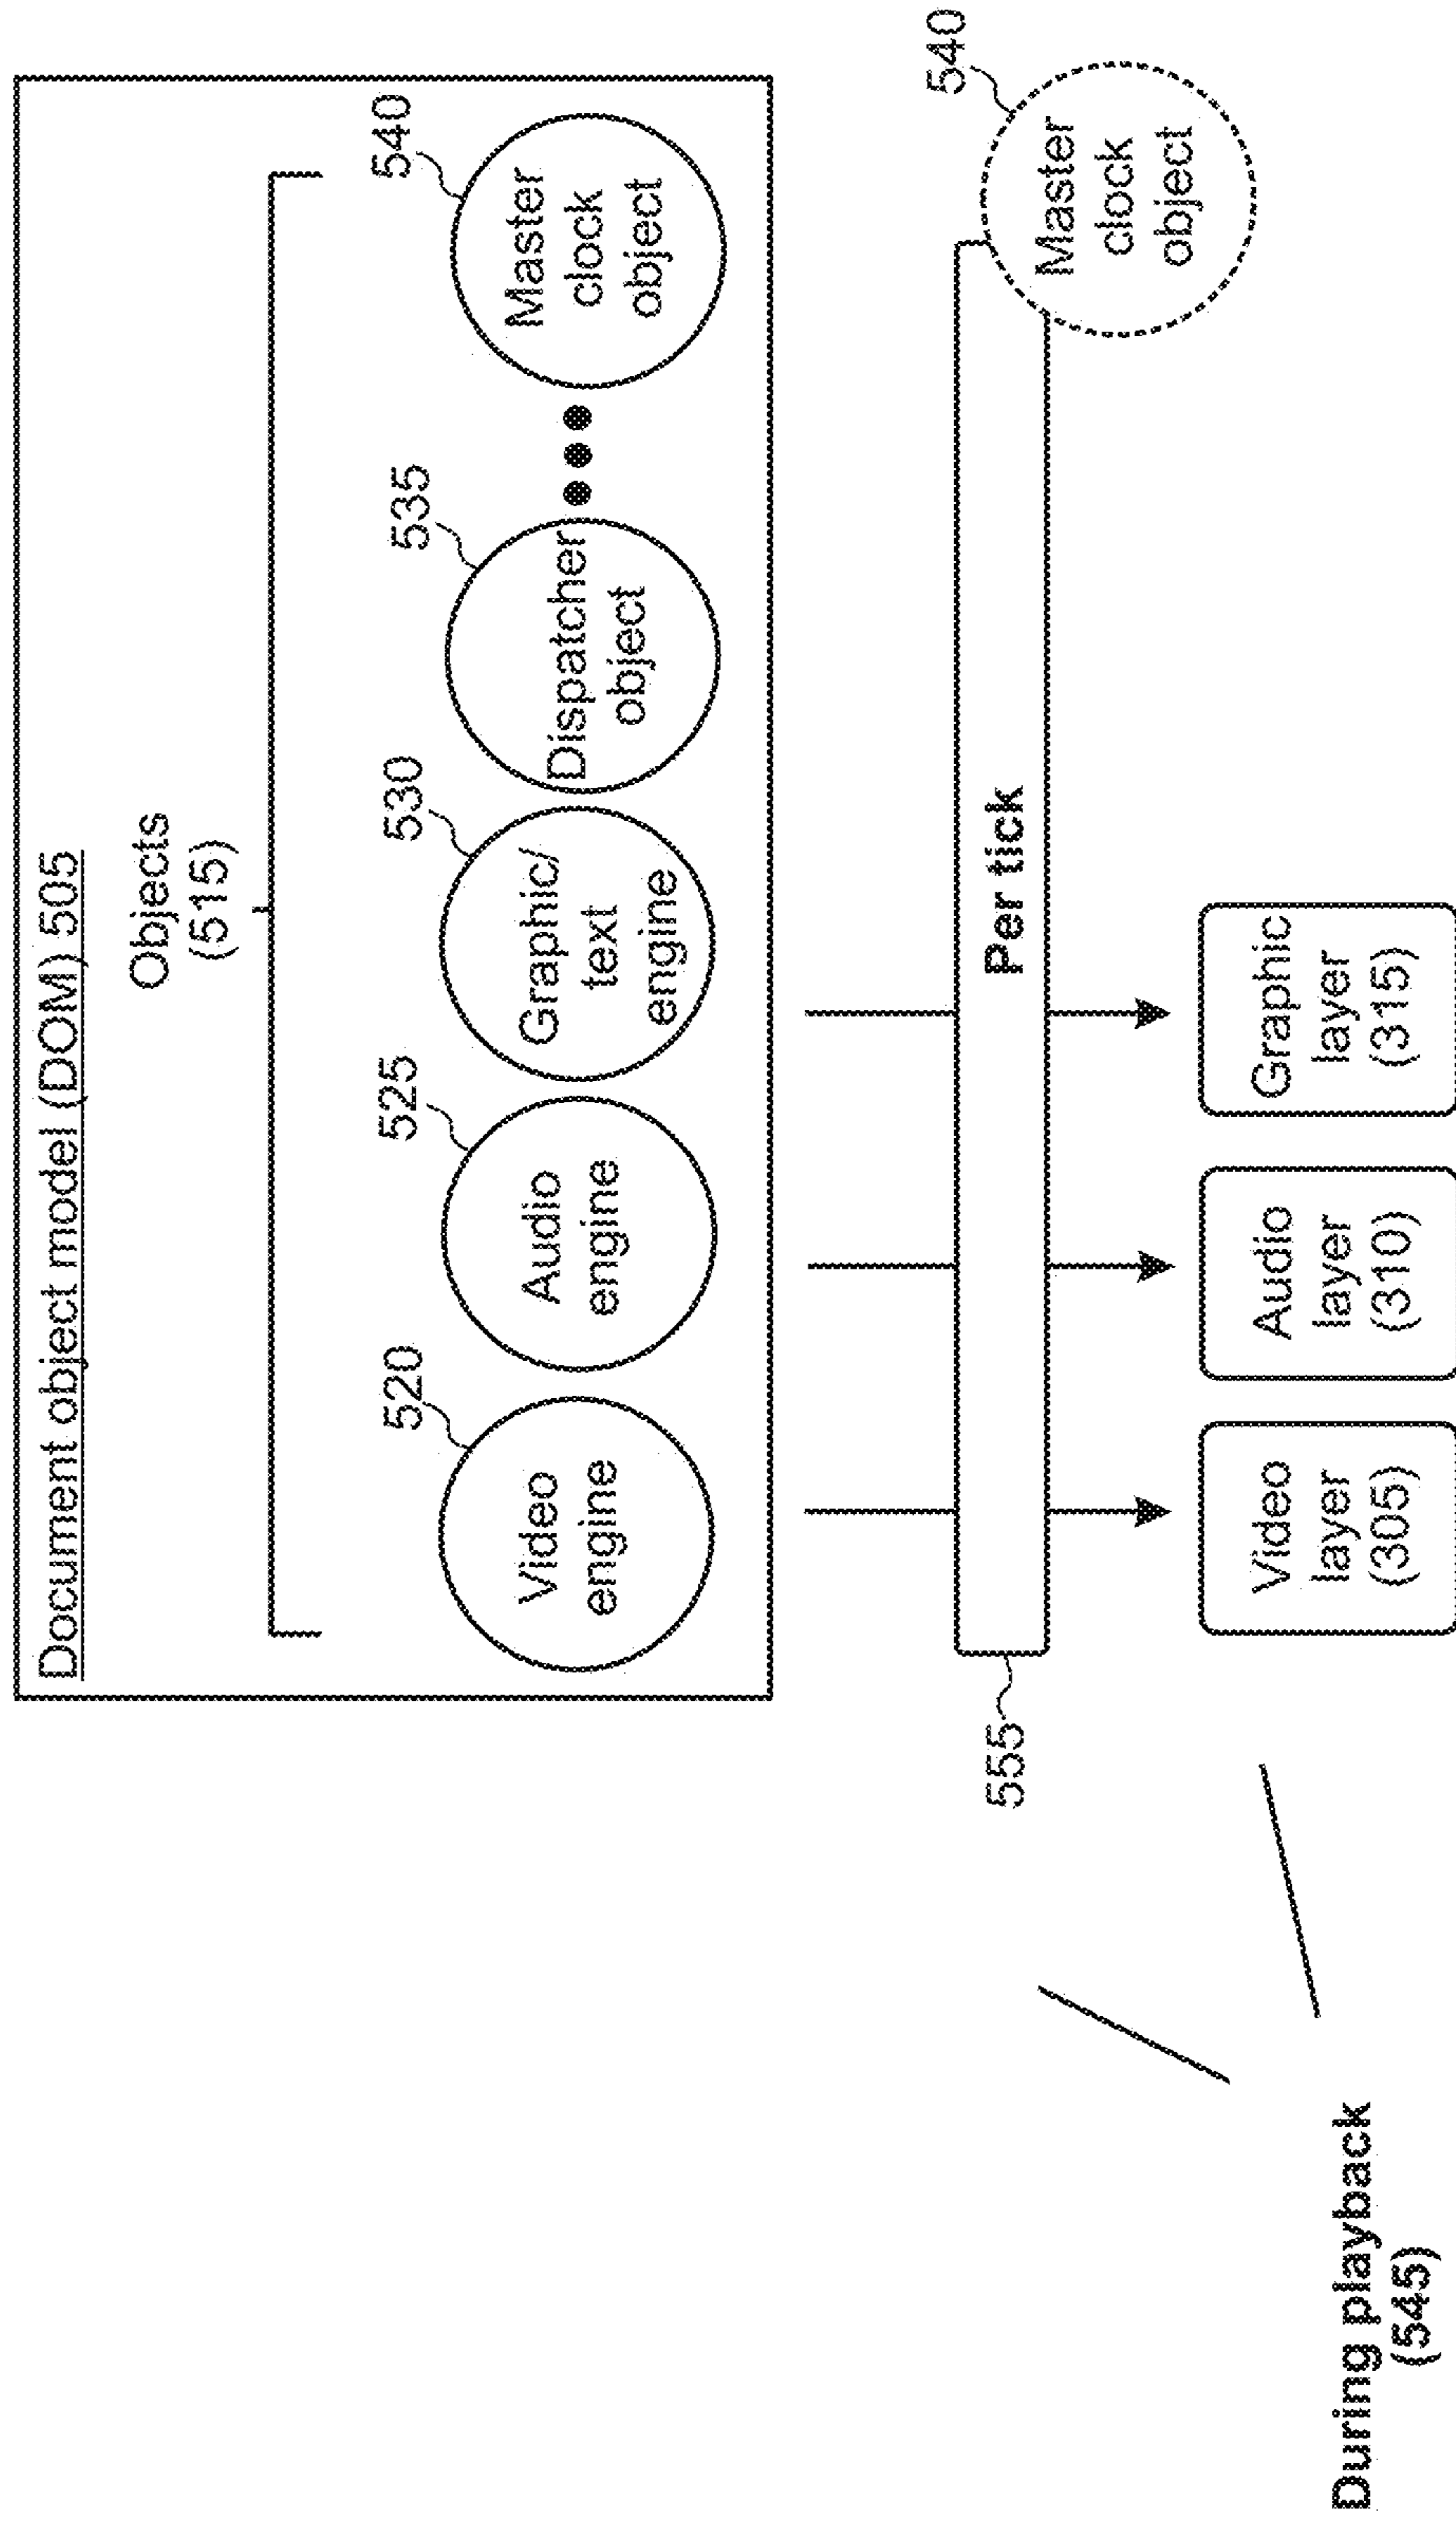 Document object model (DOM) 505
Objects
(515)
520
525
530
535
540
Video
engine
Audio
engine
Graphic/
text
engine
Dispatcher
object
Master
clock
object
540
555
Per tick
Master
clock
object
Video
layer
(305)
Audio
layer
(310)
Graphic
layer
(315)
During playback
(545)